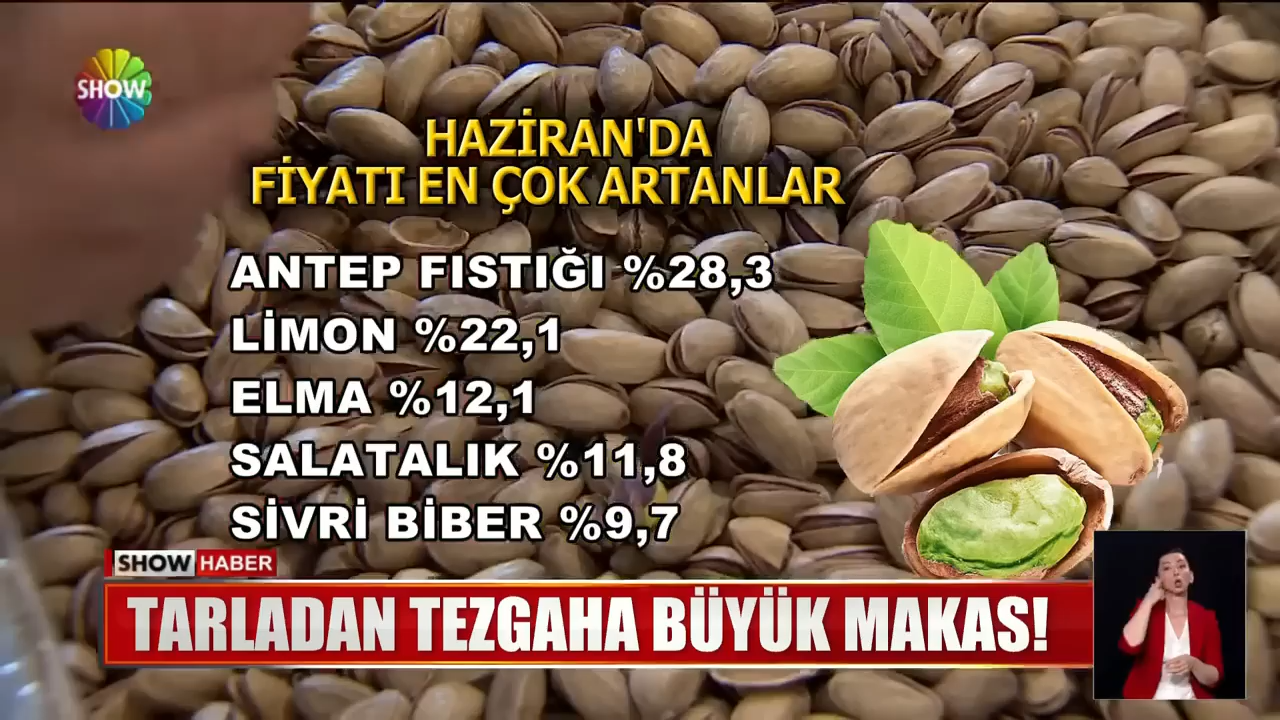 SHOW
HAZİRAN'DA
FİYATI EN ÇOK ARTANLAR
ANTEP FISTIĞI %28,3
LİMON %22,1
ELMA %12,1
SALATALIK %11,8
SİVRİ BİBER %9,7
SHOW HABER
TARLADAN TEZGAHA BÜYÜK MAKAS!